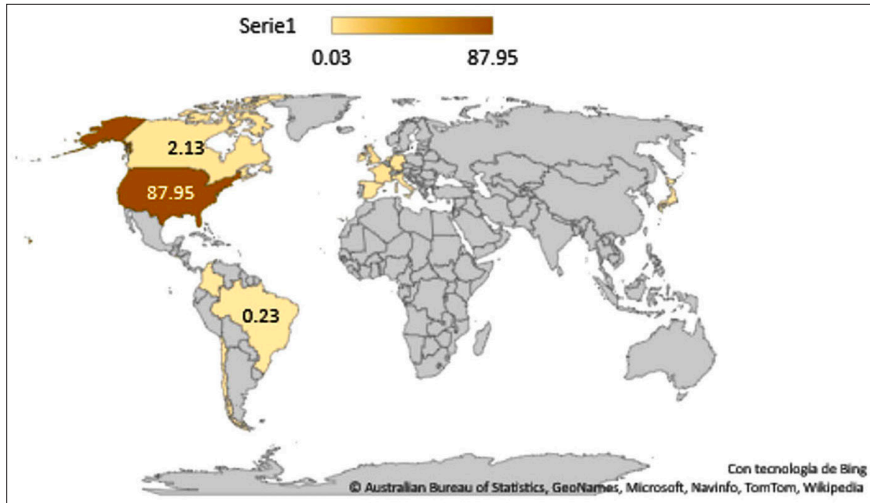 Serie1
0.03 87.95
2.13
87.95
0.23
Con tecnología de Bing
© Australian Bureau of Statistics, GeoNames, Microsoft, Navinfo, TomTom, Wikipedia